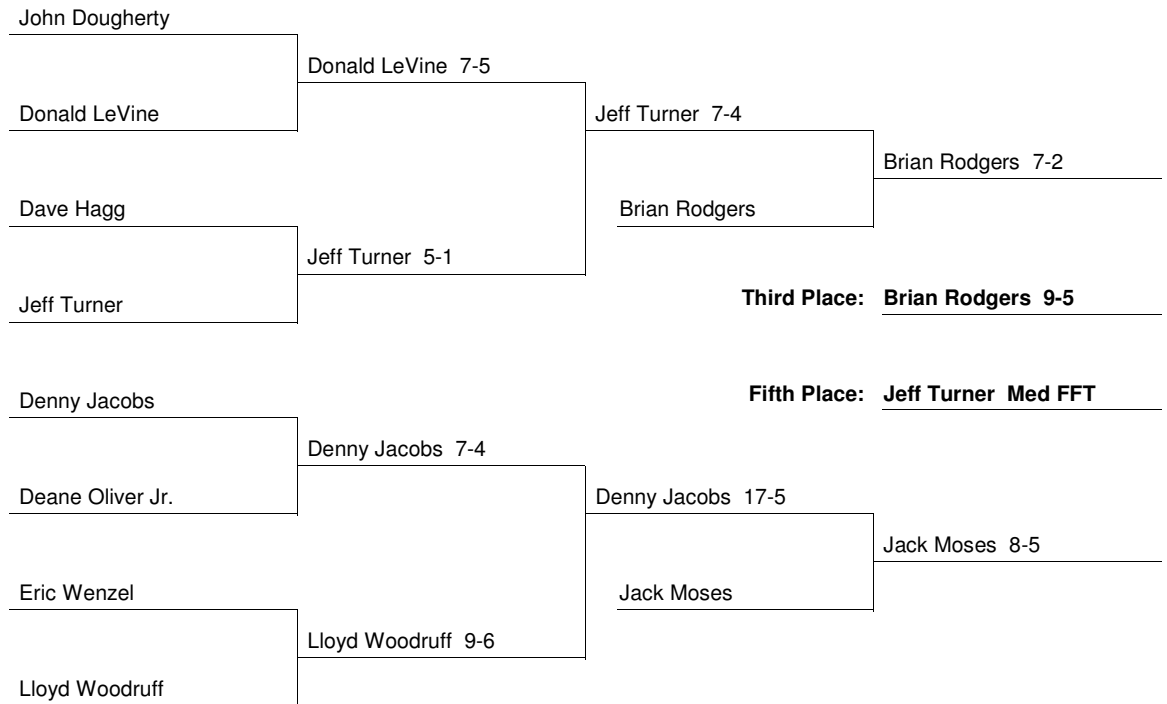 John Dougherty
Donald LeVine 7-5
Donald LeVine
Jeff Turner 7-4
Brian Rodgers 7-2
Dave Hagg
Brian Rodgers
Jeff Turner 5-1
Jeff Turner
Third Place: Brian Rodgers 9-5
Denny Jacobs
Fifth Place: Jeff Turner Med FFT
Denny Jacobs 7-4
Deane Oliver Jr.
Denny Jacobs 17-5
Jack Moses 8-5
Eric Wenzel
Jack Moses
Lloyd Woodruff 9-6
Lloyd Woodruff